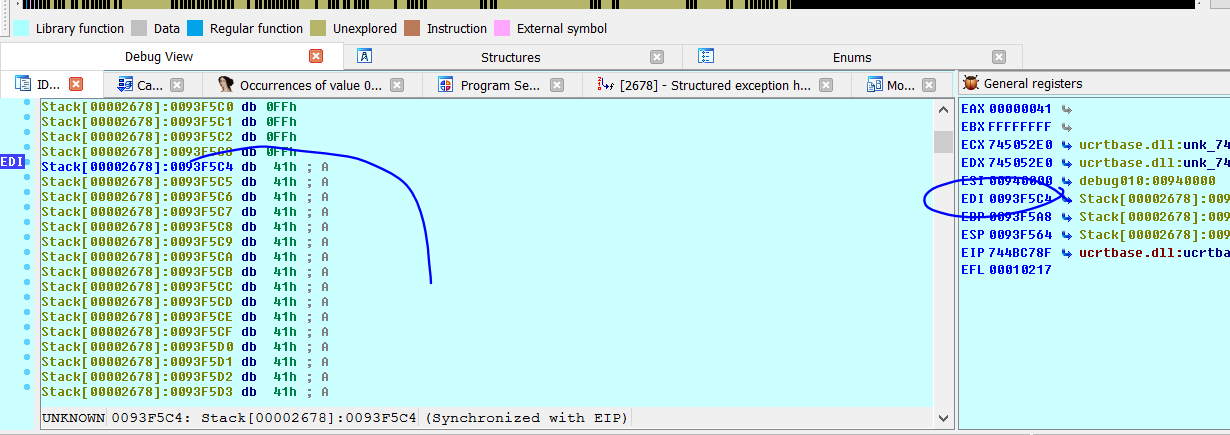 Library function Data Regular function Unexplored Instruction External symbol
Debug View Structures Enums
ID... Ca... Occurrences of value 0... Program Se... [2678] - Structured exception h... Mo... General registers
Stack[00002678]:0093F5C0 db 0FFh EAX 00000041
Stack[00002678]:0093F5C1 db 0FFh EBX FFFFFFFF
Stack[00002678]:0093F5C2 db 0FFh ECX 745052E0 ucrtbase.dll:unk_74
Stack[00002678]:0093F5C3 db 0FFh EDX 745052E0 ucrtbase.dll:unk_74
EDI Stack[00002678]:0093F5C4 db 41h ; A ESI 00940000 debug010:00940000
Stack[00002678]:0093F5C5 db 41h ; A EDI 0093F5C4 Stack[00002678]:009
Stack[00002678]:0093F5C6 db 41h ; A EBP 0093F5A8 Stack[00002678]:009
Stack[00002678]:0093F5C7 db 41h ; A ESP 0093F564 Stack[00002678]:009
Stack[00002678]:0093F5C8 db 41h ; A EIP 744BC78F ucrtbase.dll:ucrtba
Stack[00002678]:0093F5C9 db 41h ; A EFL 00010217
Stack[00002678]:0093F5CA db 41h ; A
Stack[00002678]:0093F5CB db 41h ; A
Stack[00002678]:0093F5CC db 41h ; A
Stack[00002678]:0093F5CD db 41h ; A
Stack[00002678]:0093F5CE db 41h ; A
Stack[00002678]:0093F5CF db 41h ; A
Stack[00002678]:0093F5D0 db 41h ; A
Stack[00002678]:0093F5D1 db 41h ; A
Stack[00002678]:0093F5D2 db 41h ; A
Stack[00002678]:0093F5D3 db 41h ; A
UNKNOWN 0093F5C4: Stack[00002678]:0093F5C4 (Synchronized with EIP)